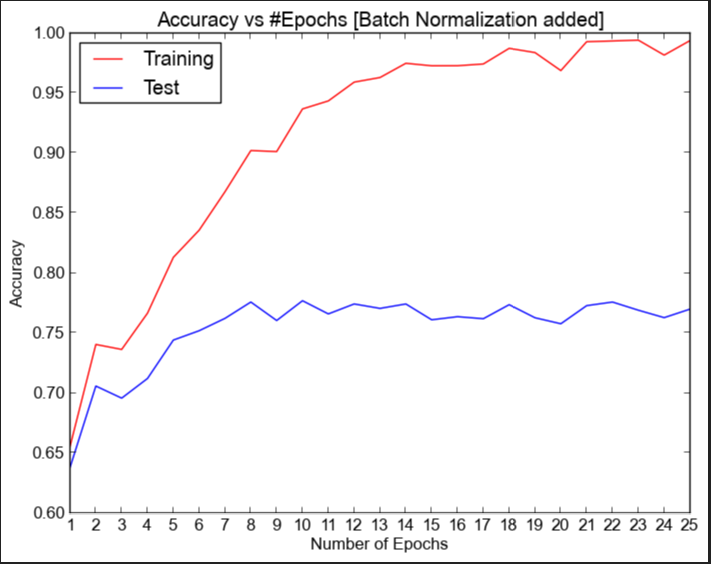 Accuracy vs #Epochs [Batch Normalization added]
1.00
Training
Test
0.95
0.90
0.85
0.80
0.75
0.70
0.65
0.60
Accuracy
1 2 3 4 5 6 7 8 9 10 11 12 13 14 15 16 17 18 19 20 21 22 23 24 25
Number of Epochs